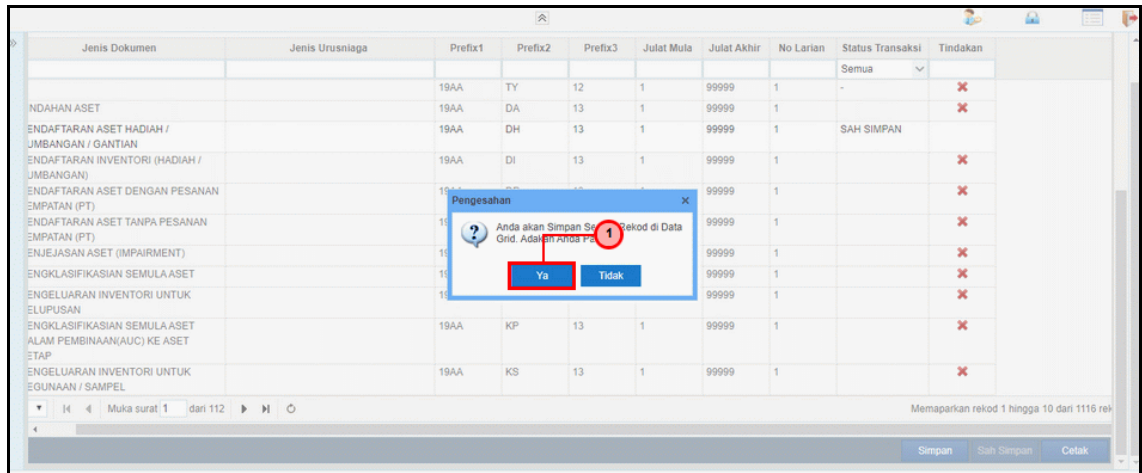 Jenis Dokumen Jenis Urusniaga Prefix1 Prefix2 Prefix3 Julat Mula Julat Akhir No Larian Status Transaksi Tindakan
Semua
19AA TY 12 1 99999 1 -
NDAHAN ASET 19AA DA 13 1 99999 1
ENDAFTARAN ASET HADIAH / 19AA DH 13 1 99999 1 SAH SIMPAN
UMBANGAN / GANTIAN
ENDAFTARAN INVENTORI (HADIAH / 19AA DI 13 1 99999 1
UMBANGAN)
ENDAFTARAN ASET DENGAN PESANAN 99999 1
EMPATAN (PT)
ENDAFTARAN ASET TANPA PESANAN 99999 1
EMPATAN (PT)
ENJEJASAN ASET (IMPAIRMENT) 99999 1
ENGKLASIFIKASIAN SEMULA ASET 99999 1
ENGELUARAN INVENTORI UNTUK 99999 1
ELUPUSAN
ENGKLASIFIKASIAN SEMULA ASET 19AA KP 13 1 99999 1
ALAM PEMBINAAN(AUC) KE ASET
ETAP
ENGELUARAN INVENTORI UNTUK 19AA KS 13 1 99999 1
EGUNAAN / SAMPEL
Pengesahan
Anda akan Simpan Rekod di Data
Grid. Adakah Anda
1
Ya Tidak
Muka surat 1 dari 112 Memaparkan rekod 1 hingga 10 dari 1116 rek
Simpan Sah Simpan Cetak